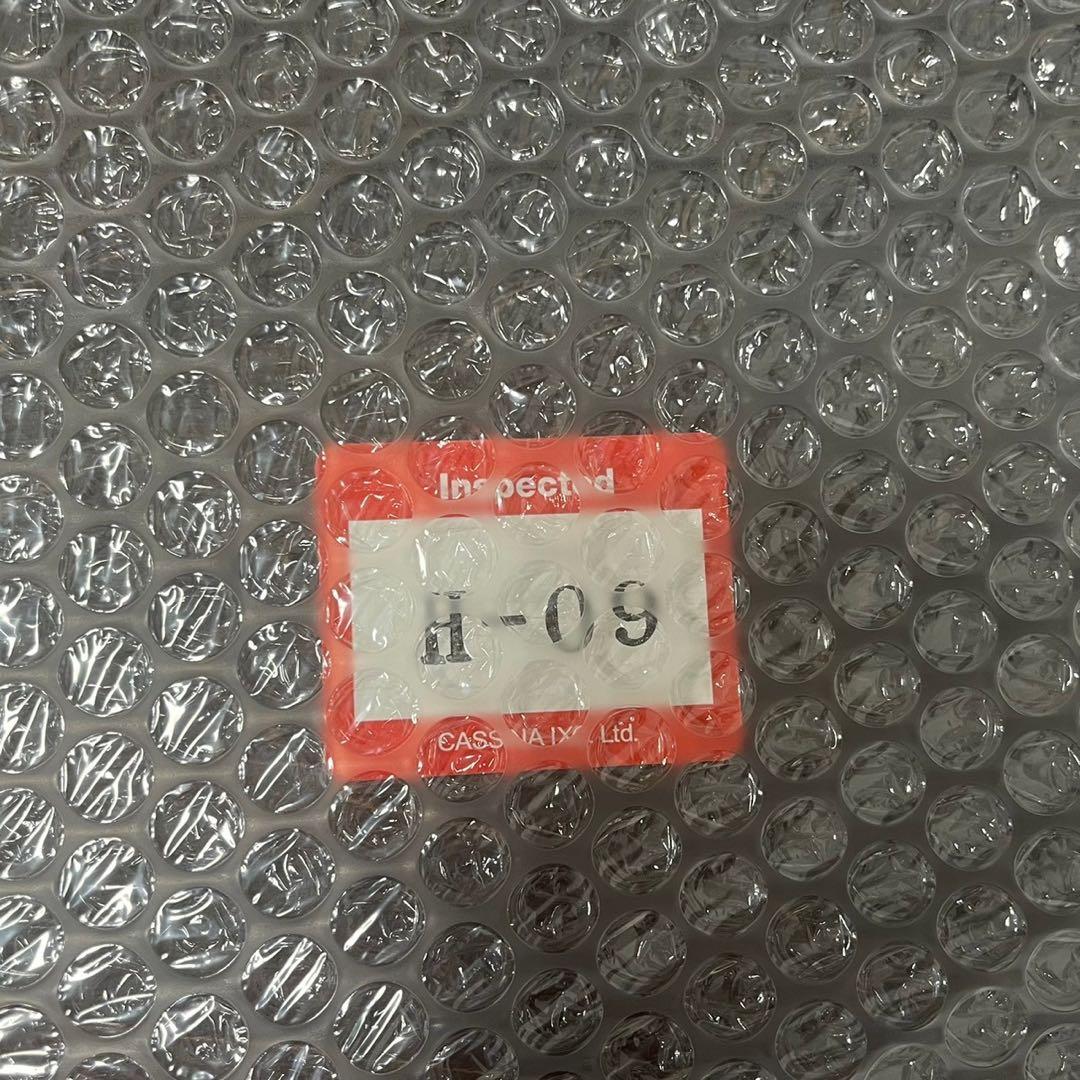 Inspected
H-09
CASSINA IXC. Ltd.